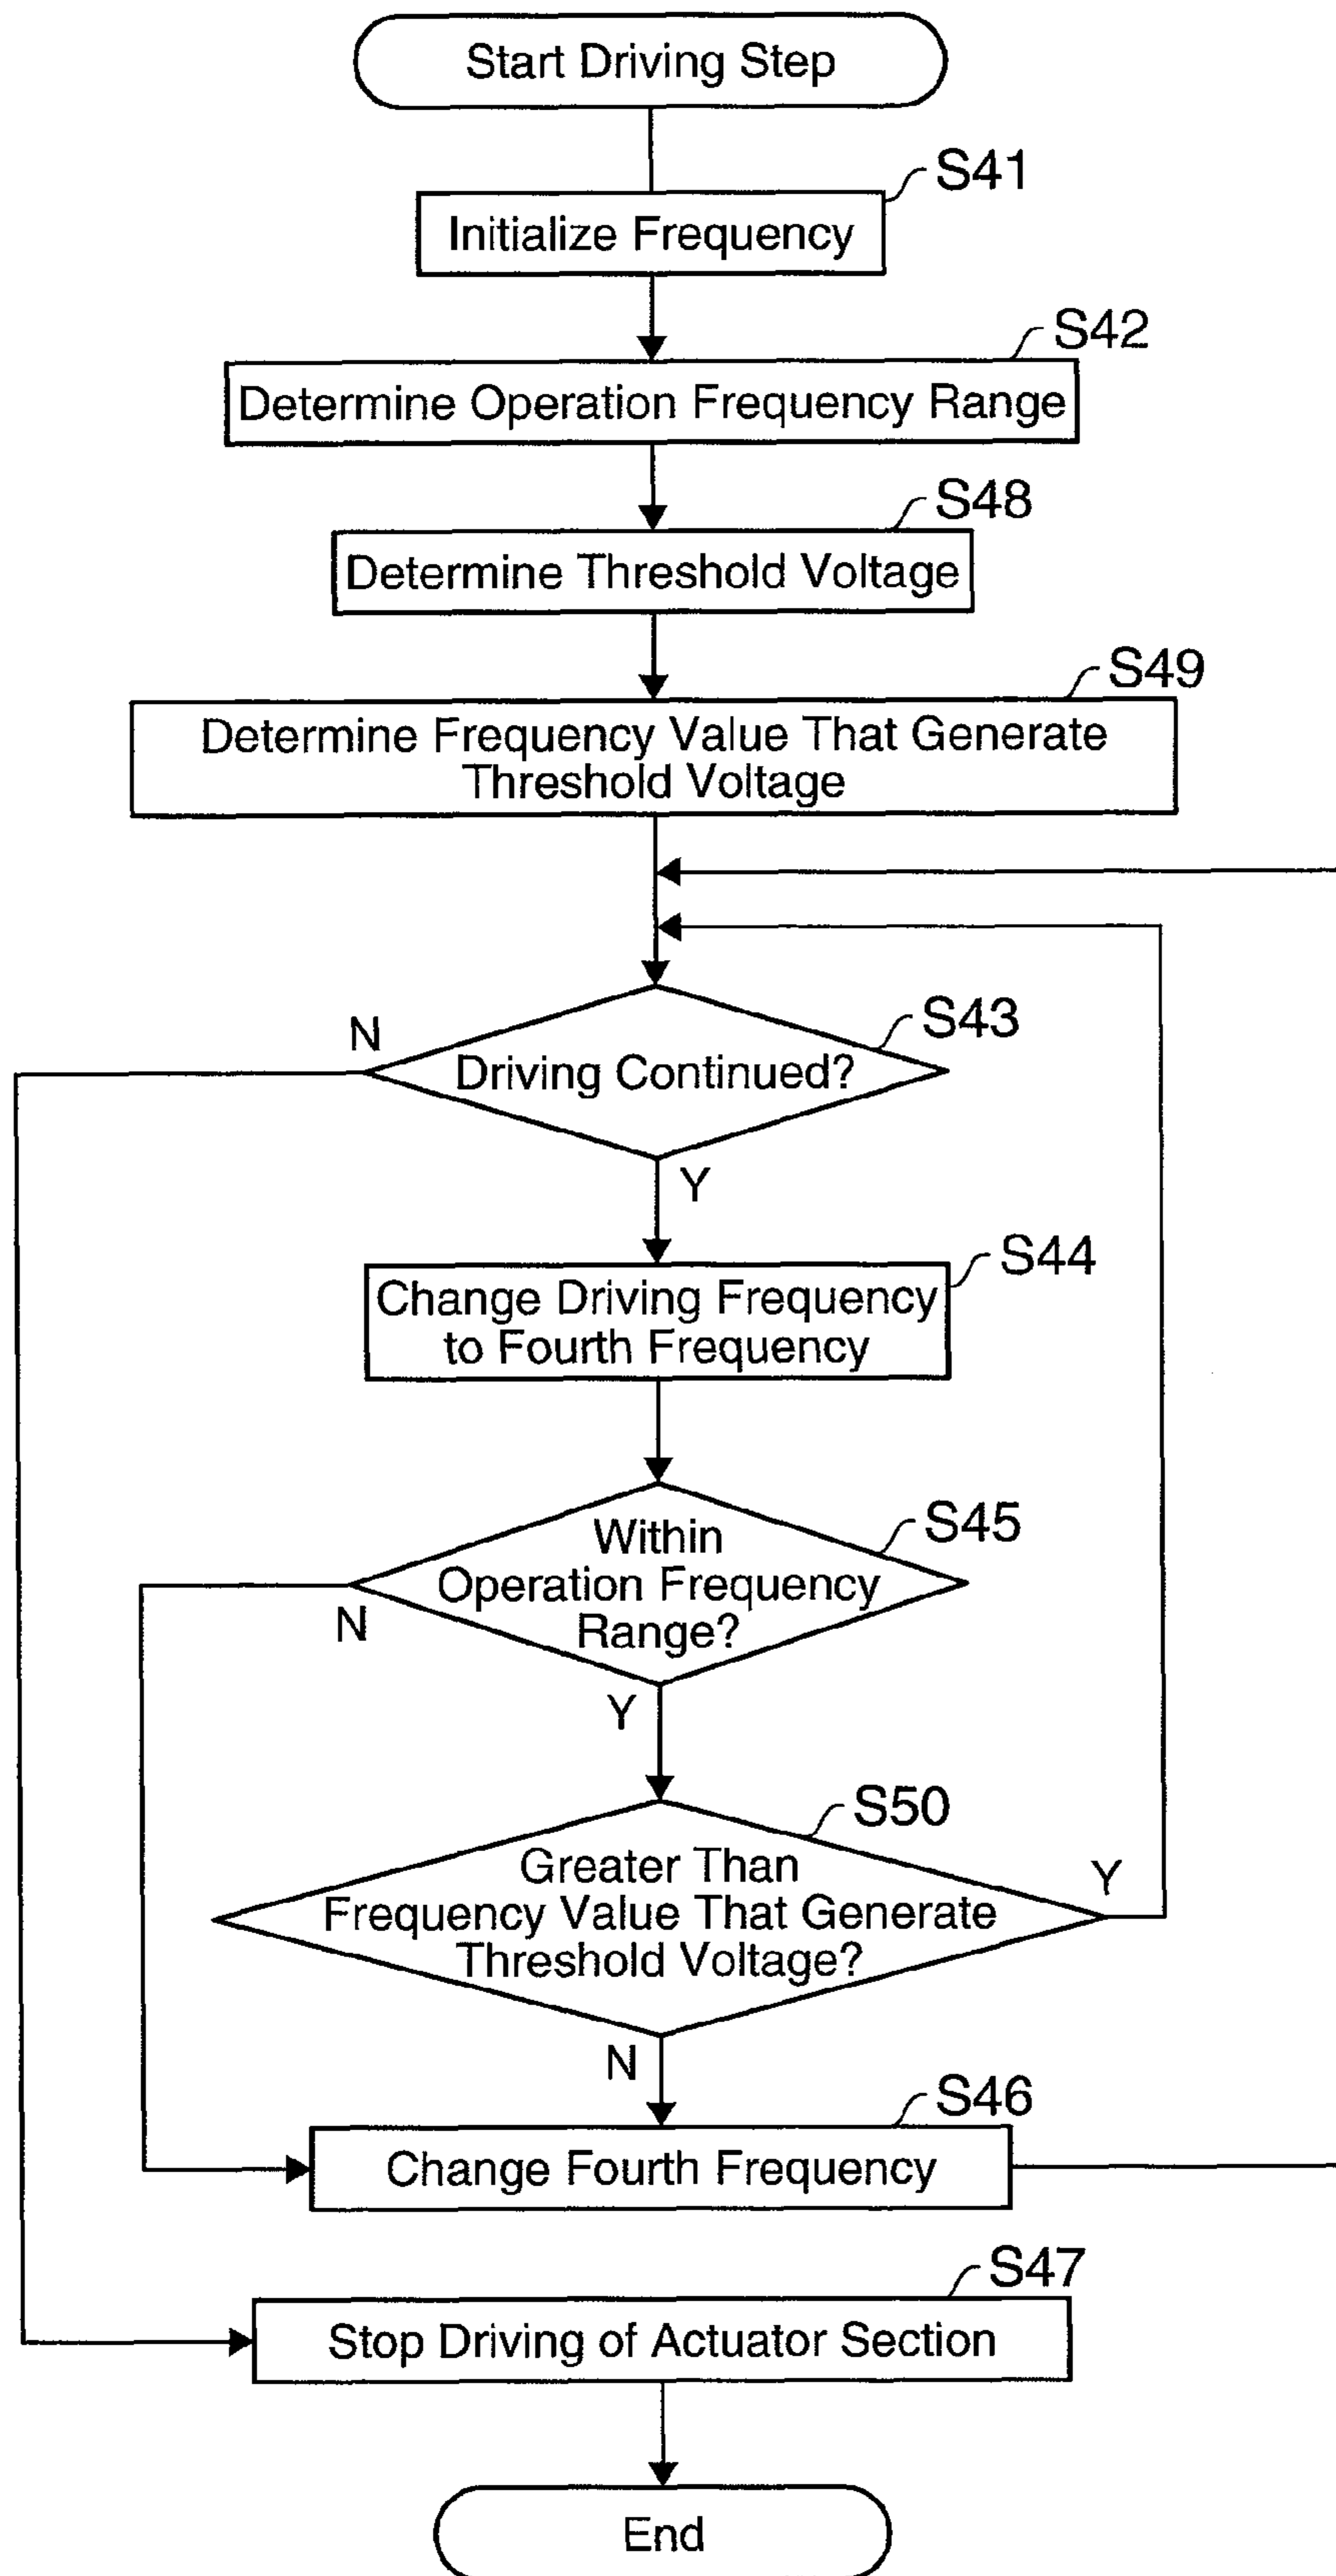 Start Driving Step
S41
Initialize Frequency
S42
Determine Operation Frequency Range
S48
Determine Threshold Voltage
S49
Determine Frequency Value That Generate
Threshold Voltage
S43
N
Driving Continued?
Y
S44
Change Driving Frequency
to Fourth Frequency
S45
Within
Operation Frequency
Range?
N
Y
S50
Greater Than
Frequency Value That Generate
Threshold Voltage?
Y
N
S46
Change Fourth Frequency
S47
Stop Driving of Actuator Section
End